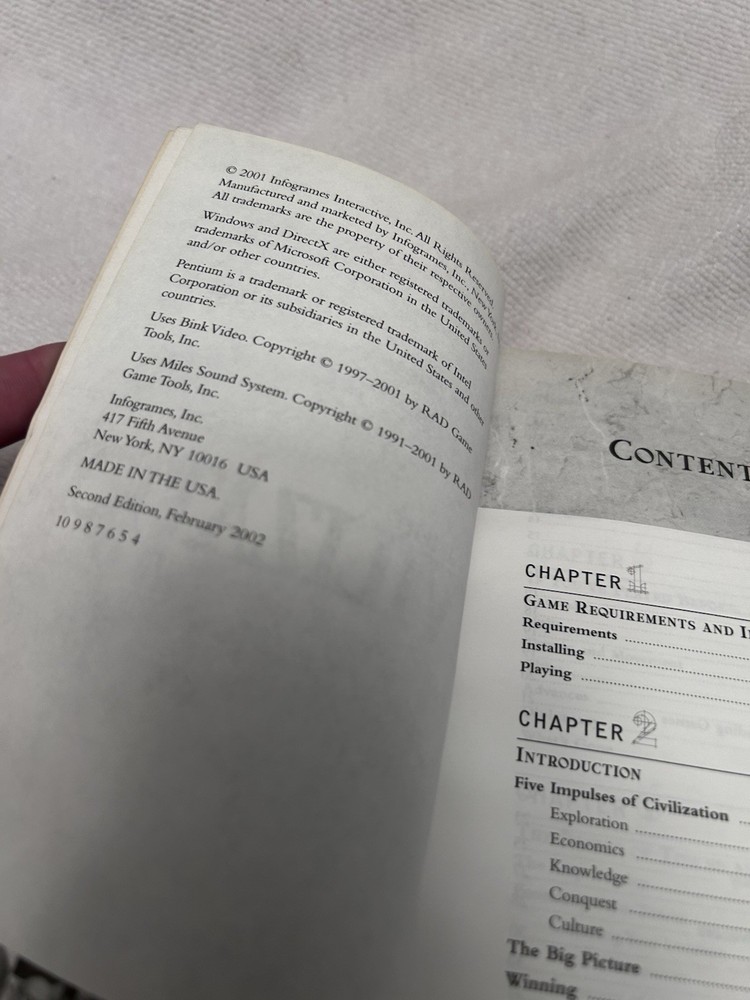 © 2001 Infogrames Interactive, Inc. All Rights Reserved.
Manufactured and marketed by Infogrames, Inc., New York.
All trademarks are the property of their respective owners.
Windows and DirectX are either registered trademarks or
trademarks of Microsoft Corporation in the United States
and/or other countries.
Pentium is a trademark or registered trademark of Intel
Corporation or its subsidiaries in the United States and other
countries.
Uses Bink Video. Copyright © 1997–2001 by RAD Game
Tools, Inc.
Uses Miles Sound System. Copyright © 1991–2001 by RAD
Game Tools, Inc.
Infogrames, Inc.
417 Fifth Avenue
New York, NY 10016 USA
MADE IN THE USA.
Second Edition, February 2002
10 9 8 7 6 5 4
CONTENT
CHAPTER 1
GAME REQUIREMENTS AND I
Requirements
Installing
Playing
CHAPTER 2
INTRODUCTION
Five Impulses of Civilization
Exploration
Economics
Knowledge
Conquest
Culture
The Big Picture
Winning